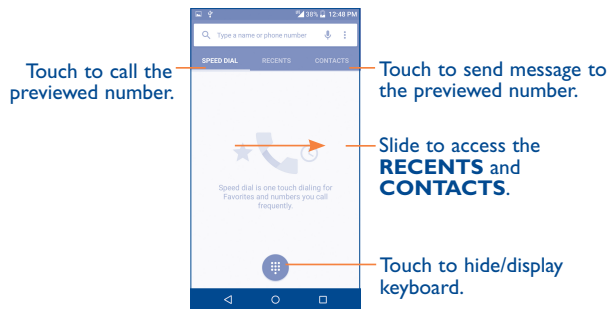 38% 12:48 PM
Type a name or phone number
SPEED DIAL RECENTS CONTACTS
Touch to call the
previewed number.
Touch to send message to
the previewed number.
Slide to access the
RECENTS and
CONTACTS.
Speed dial is one touch dialing for
Favorites and numbers you call
frequently.
Touch to hide/display
keyboard.